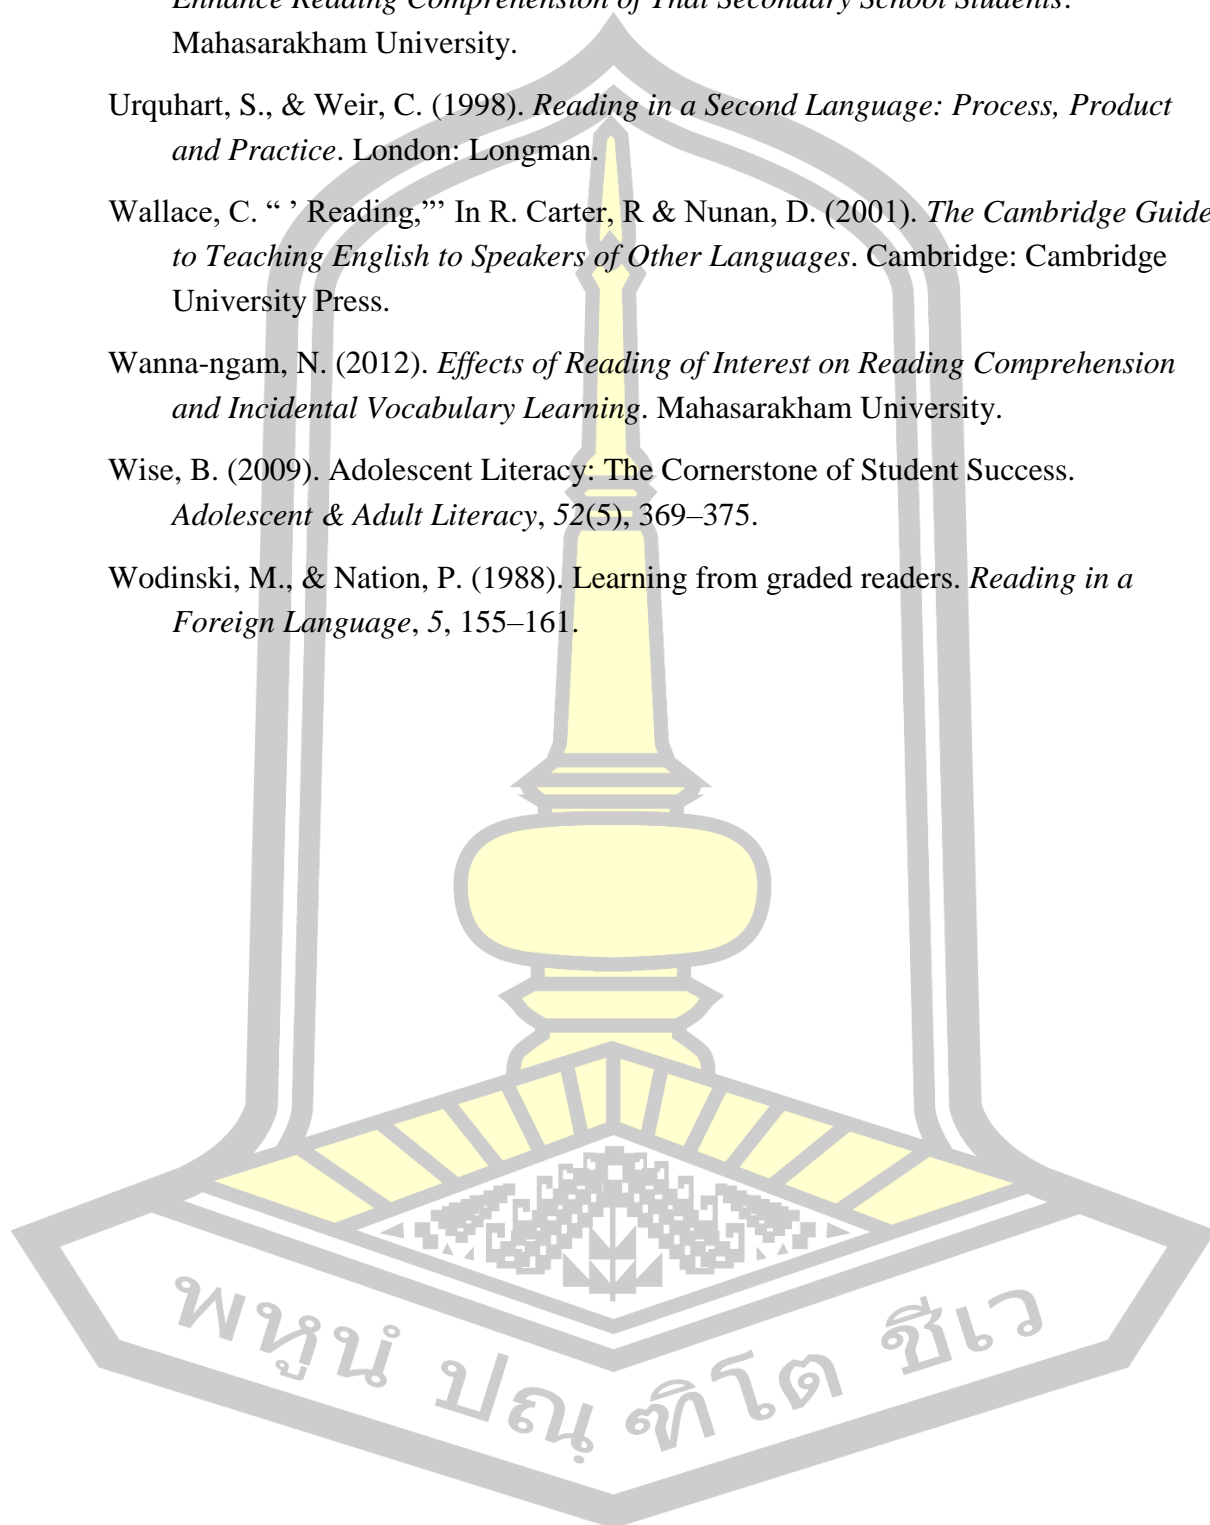 Enhance Reading Comprehension of Thai Secondary School Students.
Mahasarakham University.
Urquhart, S., & Weir, C. (1998). Reading in a Second Language: Process, Product
and Practice. London: Longman.
Wallace, C. “ ’ Reading,”’ In R. Carter, R & Nunan, D. (2001). The Cambridge Guide
to Teaching English to Speakers of Other Languages. Cambridge: Cambridge
University Press.
Wanna-ngam, N. (2012). Effects of Reading of Interest on Reading Comprehension
and Incidental Vocabulary Learning. Mahasarakham University.
Wise, B. (2009). Adolescent Literacy: The Cornerstone of Student Success.
Adolescent & Adult Literacy, 52(5), 369–375.
Wodinski, M., & Nation, P. (1988). Learning from graded readers. Reading in a
Foreign Language, 5, 155–161.
พหูนํ ปณฺฑิโต ชีเว